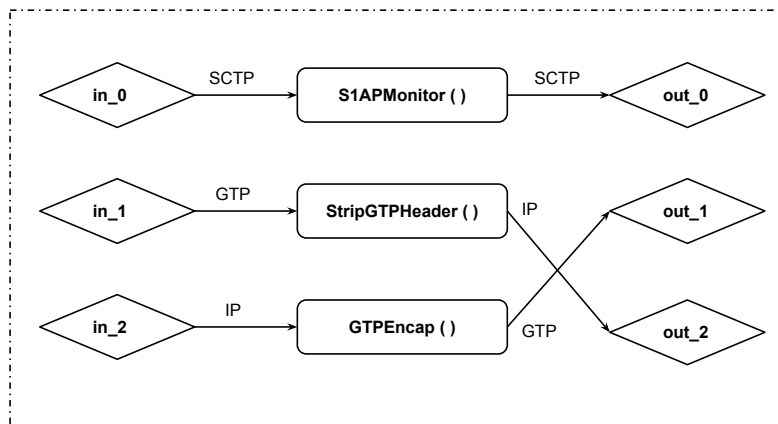 in_0
SCTP
S1APMonitor ( )
SCTP
out_0
in_1
GTP
StripGTPHeader ( )
IP
out_1
in_2
IP
GTPEncap ( )
GTP
out_2